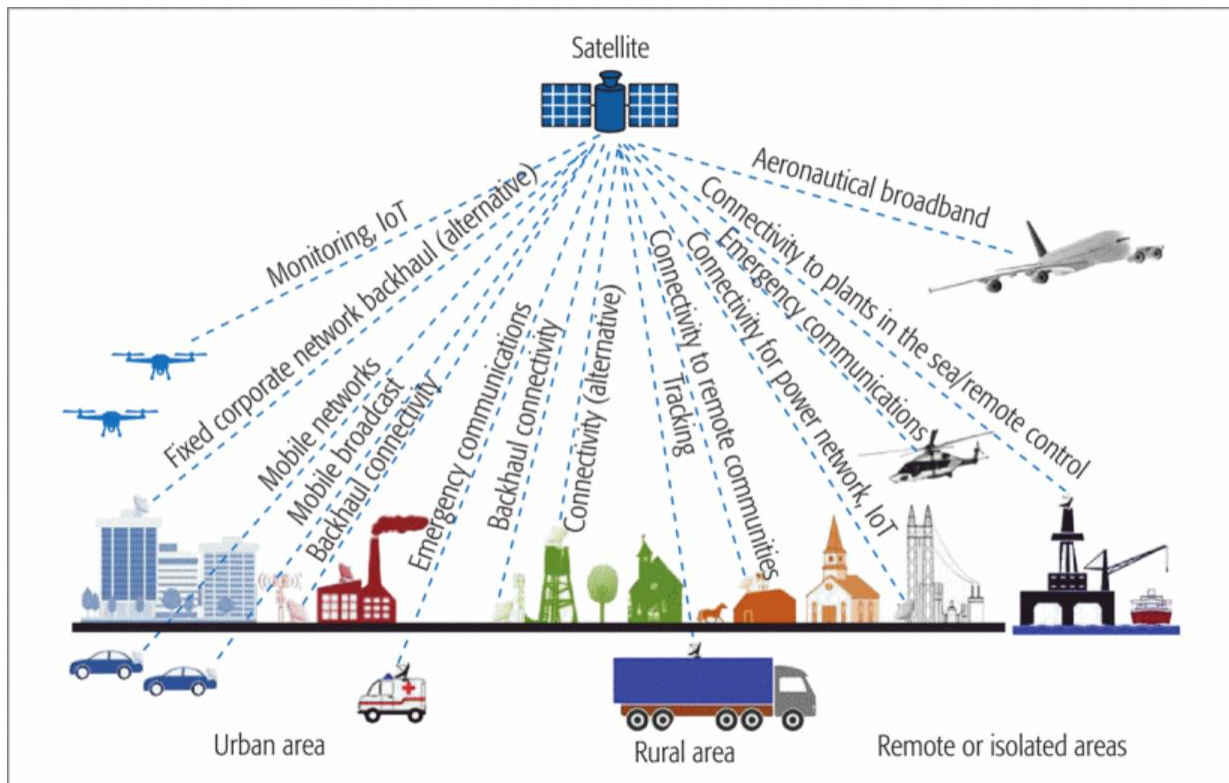 Satellite
Aeronautical broadband
Monitoring, IoT
Fixed corporate network backhaul (alternative)
Mobile networks
Mobile broadcast
Backhaul connectivity
Emergency communications
Backhaul connectivity
Connectivity (alternative)
Tracking
Connectivity to remote communities
Connectivity for power network, IoT
Emergency communications
Connectivity to plants in the sea/remote control
Urban area
Rural area
Remote or isolated areas